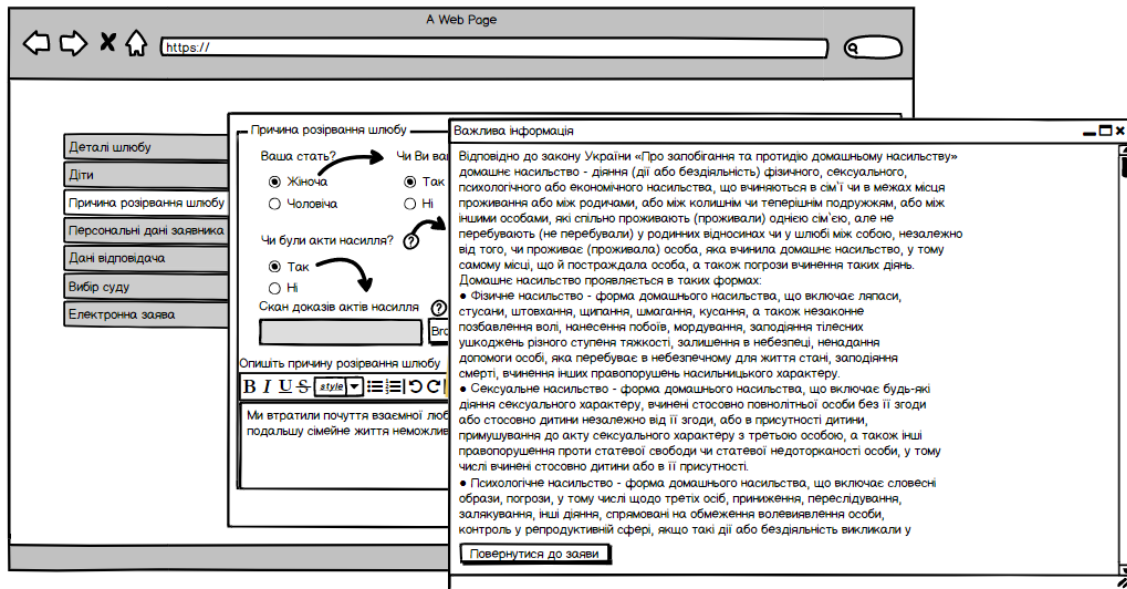 A Web Page
https://
Деталі шлюбу
Діти
Причина розірвання шлюбу
Персональні дані заявника
Дані відповідача
Вибір суду
Електронна заява
Причина розірвання шлюбу
Ваша стать?
Чи Ви
Жіноча
Так
Чоловіча
Ні
Чи були акти насилля?
Так
Ні
Скан доказів актів насилля
Опишіть причину розірвання шлюбу
B I U S style
Ми втратили почуття взаємної
подальшу сімейне життя
Важлива інформація
Відповідно до закону України «Про запобігання та протидію домашньому насильству»
домашнє насильство - діяння (дії або бездіяльність) фізичного, сексуального,
психологічного або економічного насильства, що вчиняються в сім`ї чи в межах місця
проживання або між родичами, або між колишнім чи теперішнім подружжям, або між
іншими особами, які спільно проживають (проживали) однією сім`єю, але не
перебувають (не перебували) у родинних відносинах чи у шлюбі між собою, незалежно
від того, чи проживає (проживала) особа, яка вчинила домашнє насильство, у тому
самому місці, що й постраждала особа, а також погрози вчинення таких діянь.
Домашнє насильство проявляється в таких формах:
● Фізичне насильство - форма домашнього насильства, що включає ляпаси,
стусани, штовхання, щипання, шмагання, кусання, а також незаконне
позбавлення волі, нанесення побоїв, мордування, заподіяння тілесних
ушкоджень різного ступеня тяжкості, залишення в небезпеці, ненадання
допомоги особі, яка перебуває в небезпечному для життя стані, заподіяння
смерті, вчинення інших правопорушень насильницького характеру.
● Сексуальне насильство - форма домашнього насильства, що включає будь-які
діяння сексуального характеру, вчинені стосовно повнолітньої особи без її згоди
або стосовно дитини незалежно від її згоди, або в присутності дитини,
примушування до акту сексуального характеру з третьою особою, а також інші
правопорушення проти статевої свободи чи статевої недоторканості особи, у тому
числі вчинені стосовно дитини або в її присутності.
● Психологічне насильство - форма домашнього насильства, що включає словесні
образи, погрози, у тому числі щодо третіх осіб, приниження, переслідування,
залякування, інші діяння, спрямовані на обмеження волевиявлення особи,
контроль у репродуктивній сфері, якщо такі дії або бездіяльність викликали у
Повернутися до заяви